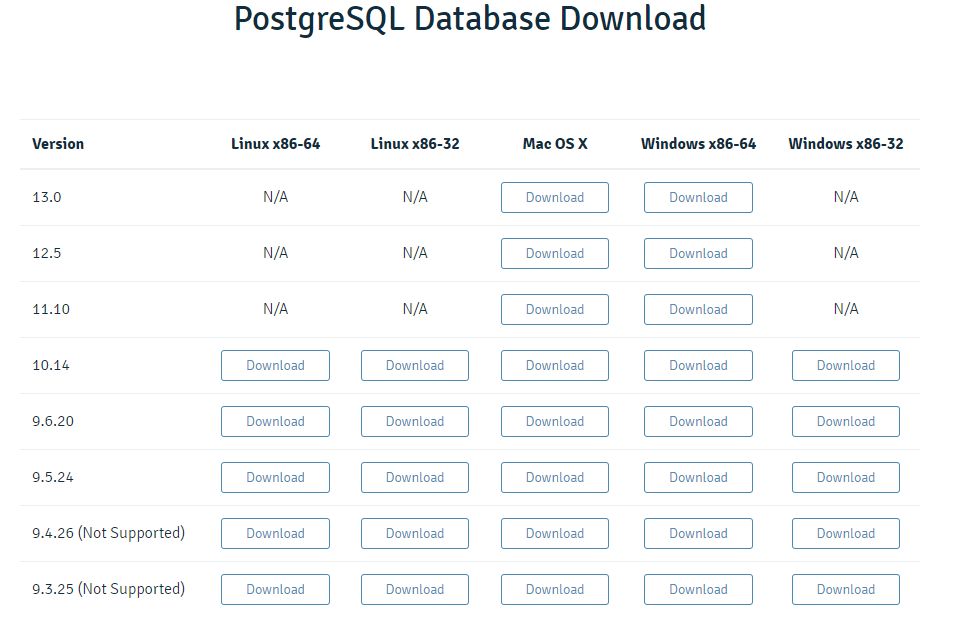 PostgreSQL Database Download
Version Linux x86-64 Linux x86-32 Mac OS X Windows x86-64 Windows x86-32
13.0 N/A N/A Download Download N/A
12.5 N/A N/A Download Download N/A
11.10 N/A N/A Download Download N/A
10.14 Download Download Download Download Download
9.6.20 Download Download Download Download Download
9.5.24 Download Download Download Download Download
9.4.26 (Not Supported) Download Download Download Download Download
9.3.25 (Not Supported) Download Download Download Download Download